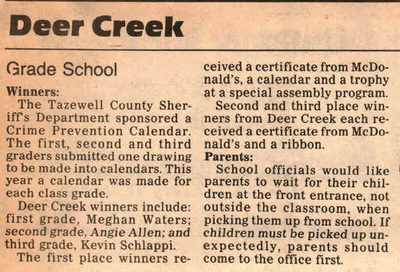 Deer Creek
Grade School
Winners:
The Tazewell County Sher-
iff's Department sponsored a
Crime Prevention Calendar.
The first, second and third
graders submitted one drawing
to be made into calendars. This
year a calendar was made for
each class grade.
Deer Creek winners include:
first grade, Meghan Waters;
second grade, Angie Allen; and
third grade, Kevin Schlappi.
The first place winners re-
ceived a certificate from McDo-
nald's, a calendar and a trophy
at a special assembly program.
Second and third place win-
ners from Deer Creek each re-
ceived a certificate from McDo-
nald's and a ribbon.
Parents:
School officials would like
parents to wait for their chil-
dren at the front entrance, not
outside the classroom, when
picking them up from school. If
children must be picked up un-
expectedly, parents should
come to the office first.